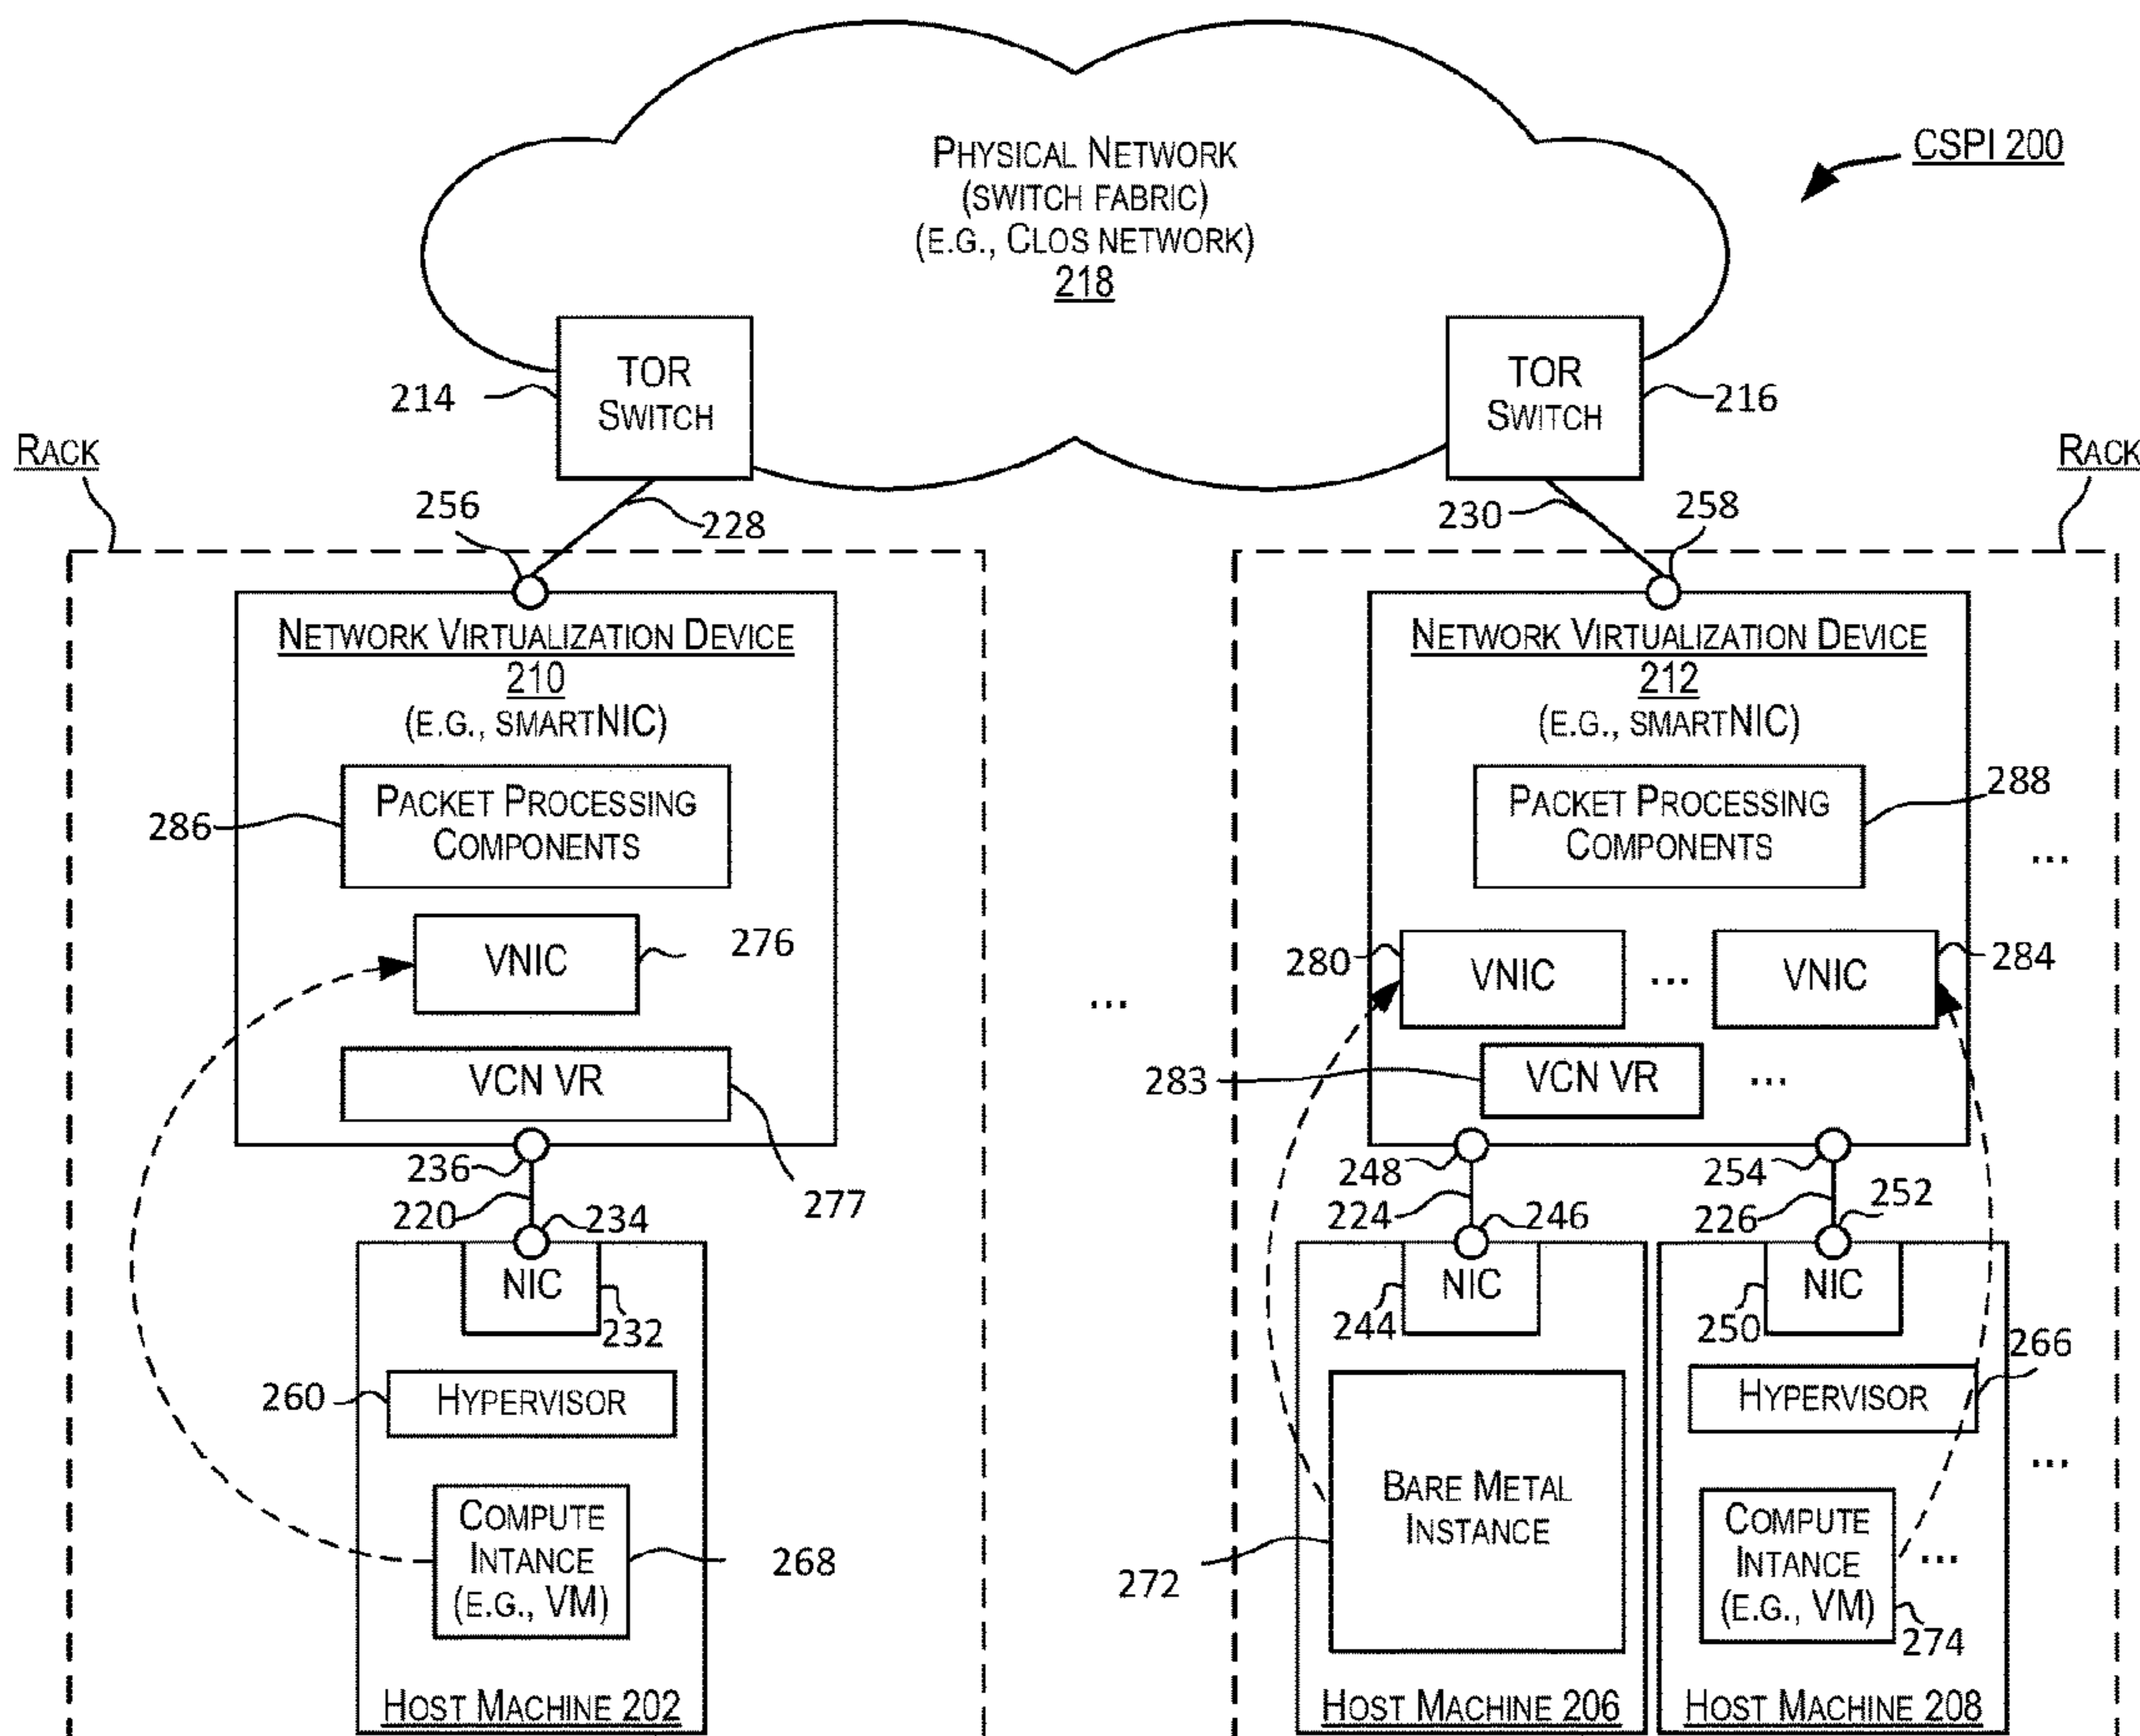 PHYSICAL NETWORK
(SWITCH FABRIC)
(E.G., CLOS NETWORK)
218
CSPI 200
TOR
SWITCH
214
TOR
SWITCH
216
RACK
RACK
256
228
230
258
NETWORK VIRTUALIZATION DEVICE
210
(E.G., SMARTNIC)
NETWORK VIRTUALIZATION DEVICE
212
(E.G., SMARTNIC)
PACKET PROCESSING
COMPONENTS
286
PACKET PROCESSING
COMPONENTS
288
...
VNIC
276
...
280
VNIC
...
VNIC
284
VCN VR
277
283
VCN VR
...
236
220
234
248
224
246
254
226
252
NIC
232
NIC
244
NIC
250
260
HYPERVISOR
HYPERVISOR
266
...
COMPUTE
INTANCE
(E.G., VM)
268
BARE METAL
INSTANCE
272
COMPUTE
INTANCE
(E.G., VM)
...
274
HOST MACHINE 202
HOST MACHINE 206
HOST MACHINE 208